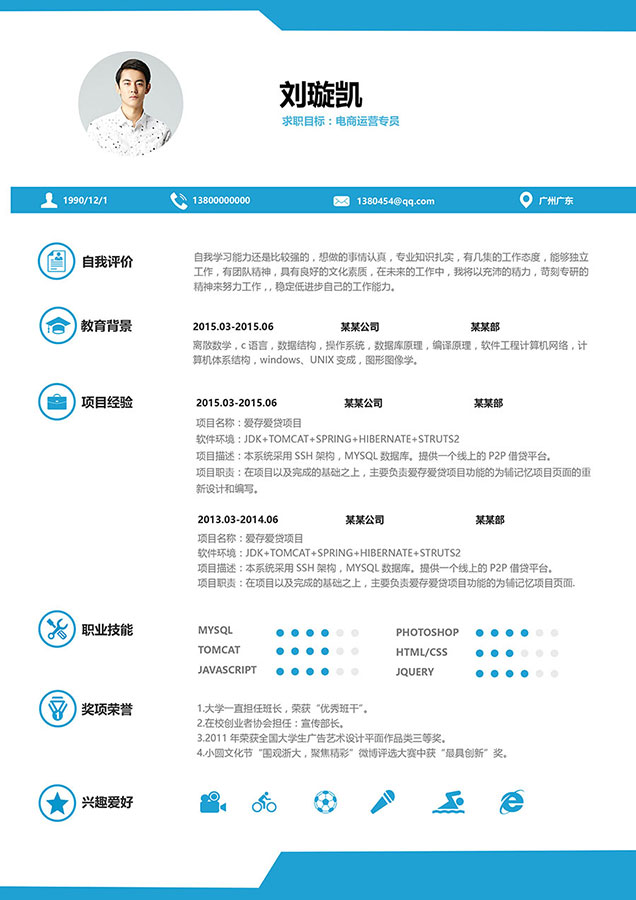 刘璇凯
求职目标：电商运营专员
1990/12/1
13800000000
1380454@qq.com
广州广东
自我评价
自我学习能力还是比较强的，想做的事情认真，专业知识扎实，有几集的工作态度，能够独立
工作，有团队精神，具有良好的文化素质，在未来的工作中，我将以充沛的精力，苛刻专研的
精神来努力工作，，稳定低进步自己的工作能力。
教育背景
2015.03-2015.06 某某公司 某某部
离散数学，c 语言，数据结构，操作系统，数据库原理，编译原理，软件工程计算机网络，计
算机体系结构，windows、UNIX 变成，图形图像学。
项目经验
2015.03-2015.06 某某公司 某某部
项目名称：爱存爱贷项目
软件环境：JDK+TOMCAT+SPRING+HIBERNATE+STRUTS2
项目描述：本系统采用 SSH 架构，MYSQL 数据库。提供一个线上的 P2P 借贷平台。
项目职责：在项目以及完成的基础之上，主要负责爱存爱贷项目功能的为辅记忆项目页面的重
新设计和编写。
2013.03-2014.06 某某公司 某某部
项目名称：爱存爱贷项目
软件环境：JDK+TOMCAT+SPRING+HIBERNATE+STRUTS2
项目描述：本系统采用 SSH 架构，MYSQL 数据库。提供一个线上的 P2P 借贷平台。
项目职责：在项目以及完成的基础之上，主要负责爱存爱贷项目功能的为辅记忆项目页面.
职业技能
MYSQL
TOMCAT
JAVASCRIPT
PHOTOSHOP
HTML/CSS
JQUERY
奖项荣誉
1.大学一直担任班长，荣获“优秀班干”。
2.在校创业者协会担任：宣传部长。
3.2011 年荣获全国大学生广告艺术设计平面作品类三等奖。
4.小圆文化节“围观浙大，聚焦精彩”微博评选大赛中获“最具创新”奖。
兴趣爱好